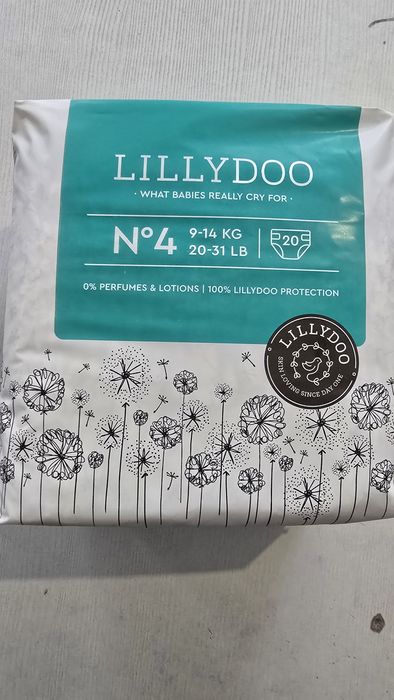 LILLYDOO
· WHAT BABIES REALLY CRY FOR ·
Nº4
9-14 KG
20-31 LB
20
0% PERFUMES & LOTIONS | 100% LILLYDOO PROTECTION
LILLYDOO
SKIN LOVING SINCE DAY ONE